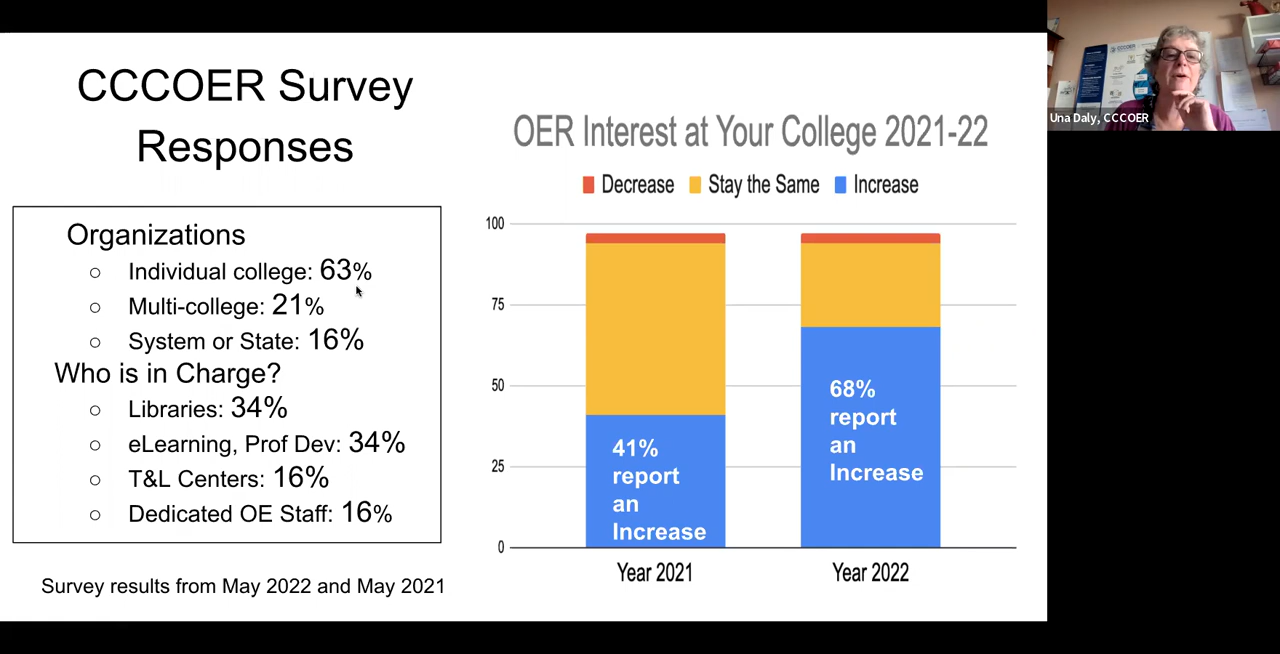 CCCOER Survey
Responses
Organizations
○ Individual college: 63%
○ Multi-college: 21%
○ System or State: 16%
Who is in Charge?
○ Libraries: 34%
○ eLearning, Prof Dev: 34%
○ T&L Centers: 16%
○ Dedicated OE Staff: 16%
Survey results from May 2022 and May 2021
OER Interest at Your College 2021-22
Decrease Stay the Same Increase
100
75
50
25
0
41%
report
an
Increase
68%
report
an
Increase
Year 2021 Year 2022
CCCOER
Una Daly, CCCOER